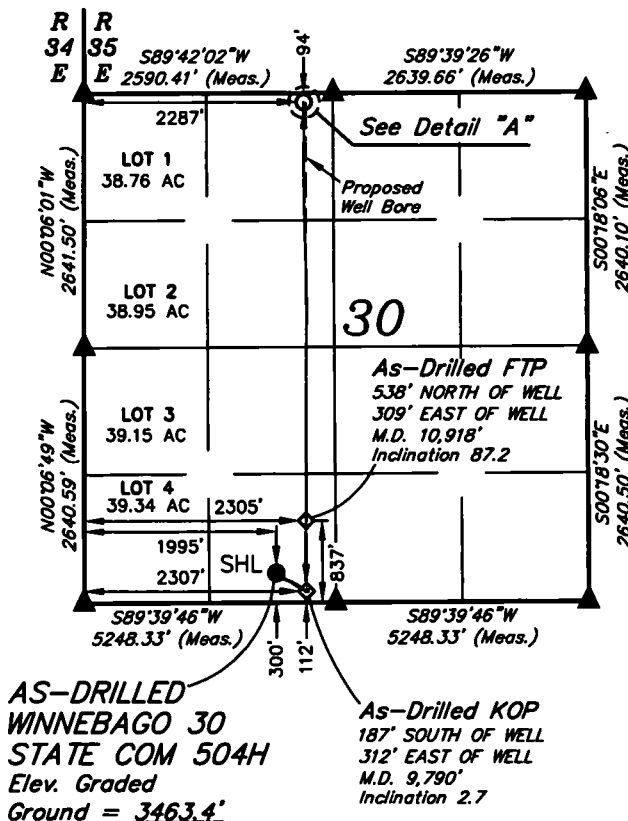 R R
34 35
E E
S89°42'02"W
2590.41' (Meas.)
94'
S89°39'26"W
2639.66' (Meas.)
2287'
See Detail "A"
LOT 1
38.76 AC
Proposed
Well Bore
N00°06'01"W
2641.50' (Meas.)
S00°18'06"E
2640.10' (Meas.)
LOT 2
38.95 AC
30
As-Drilled FTP
538' NORTH OF WELL
309' EAST OF WELL
M.D. 10,918'
Inclination 87.2
LOT 3
39.15 AC
N00°06'49"W
2640.59' (Meas.)
S00°18'30"E
2640.50' (Meas.)
LOT 4
39.34 AC
2305'
1995'
SHL
837'
2307'
S89°39'46"W
5248.33' (Meas.)
300'
112'
S89°39'46"W
5248.33' (Meas.)
AS-DRILLED
WINNEBAGO 30
STATE COM 504H
Elev. Graded
Ground = 3463.4'
As-Drilled KOP
187' SOUTH OF WELL
312' EAST OF WELL
M.D. 9,790'
Inclination 2.7